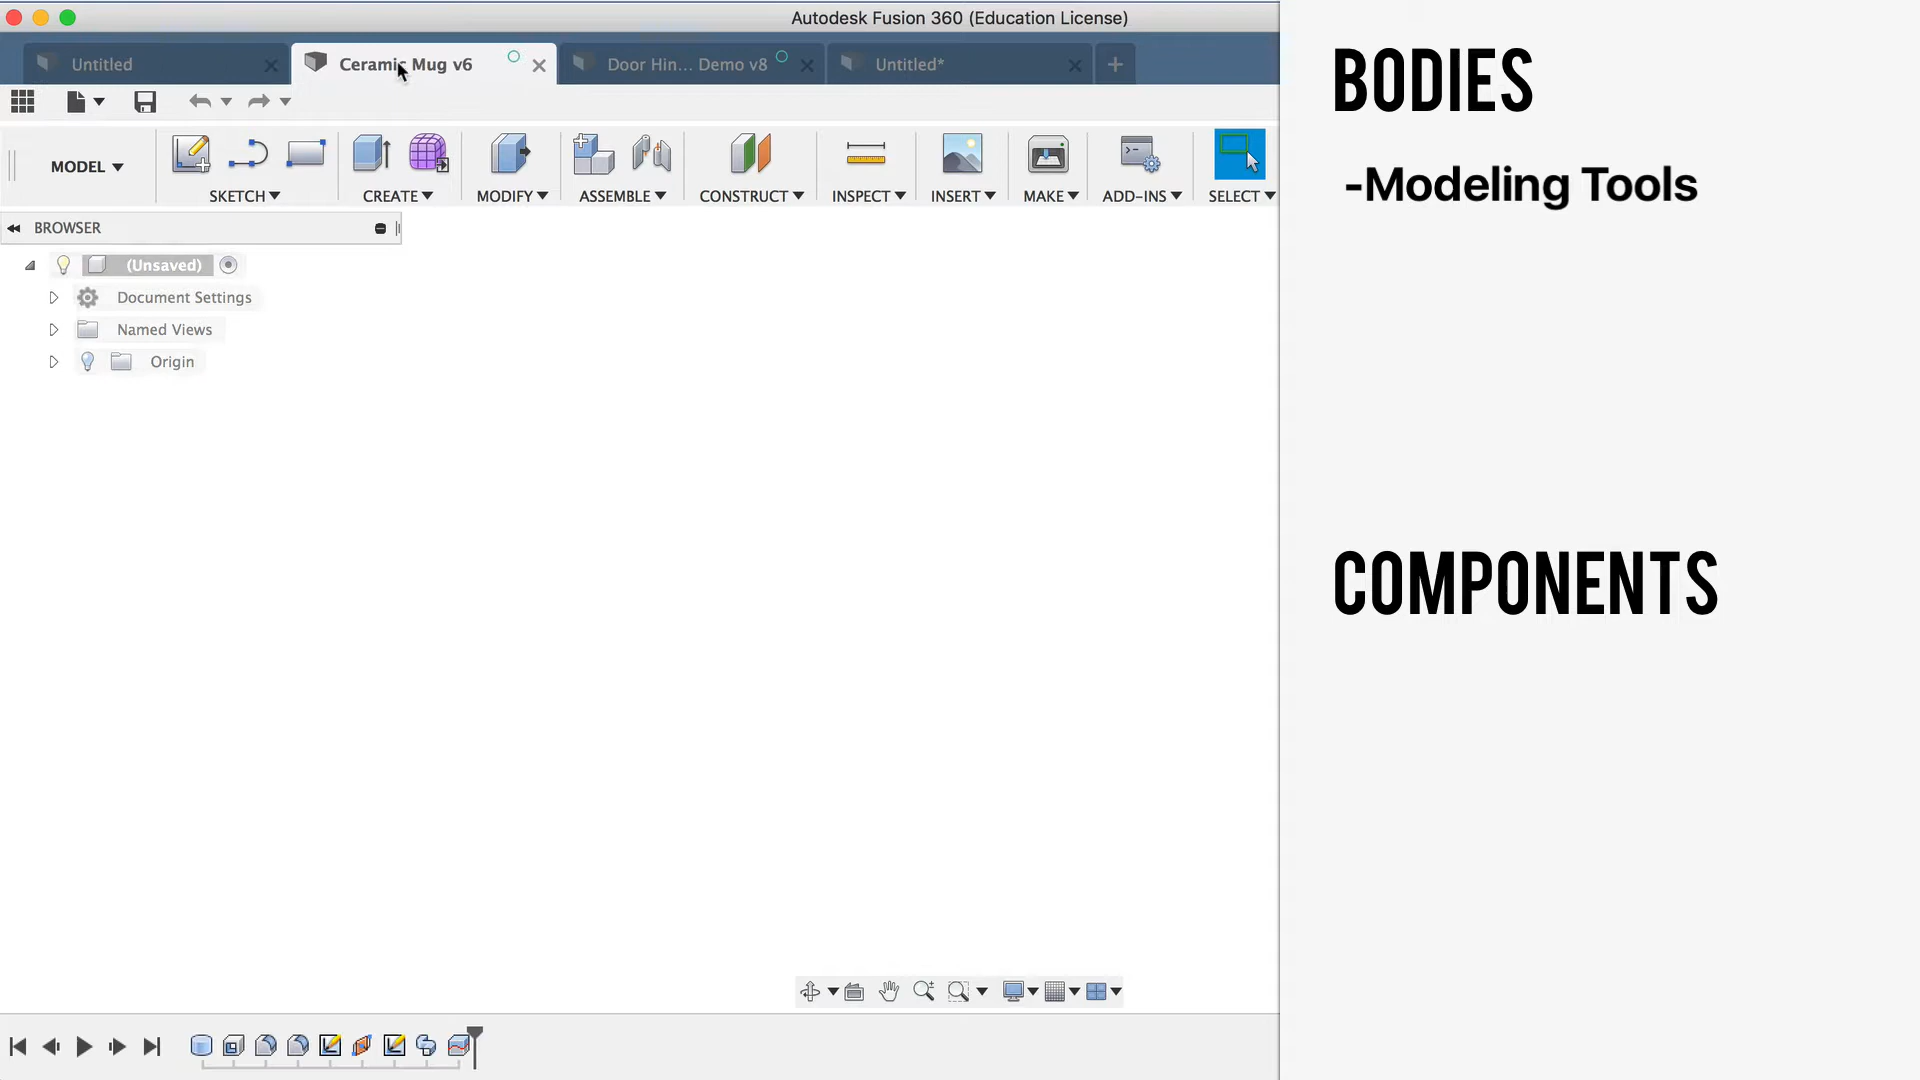 Autodesk Fusion 360 (Education License)
Untitled
Ceramic Mug v6
Door Hin... Demo v8
Untitled*
MODEL
SKETCH
CREATE
MODIFY
ASSEMBLE
CONSTRUCT
INSPECT
INSERT
MAKE
ADD-INS
SELECT
BROWSER
(Unsaved)
Document Settings
Named Views
Origin
BODIES
-Modeling Tools
COMPONENTS